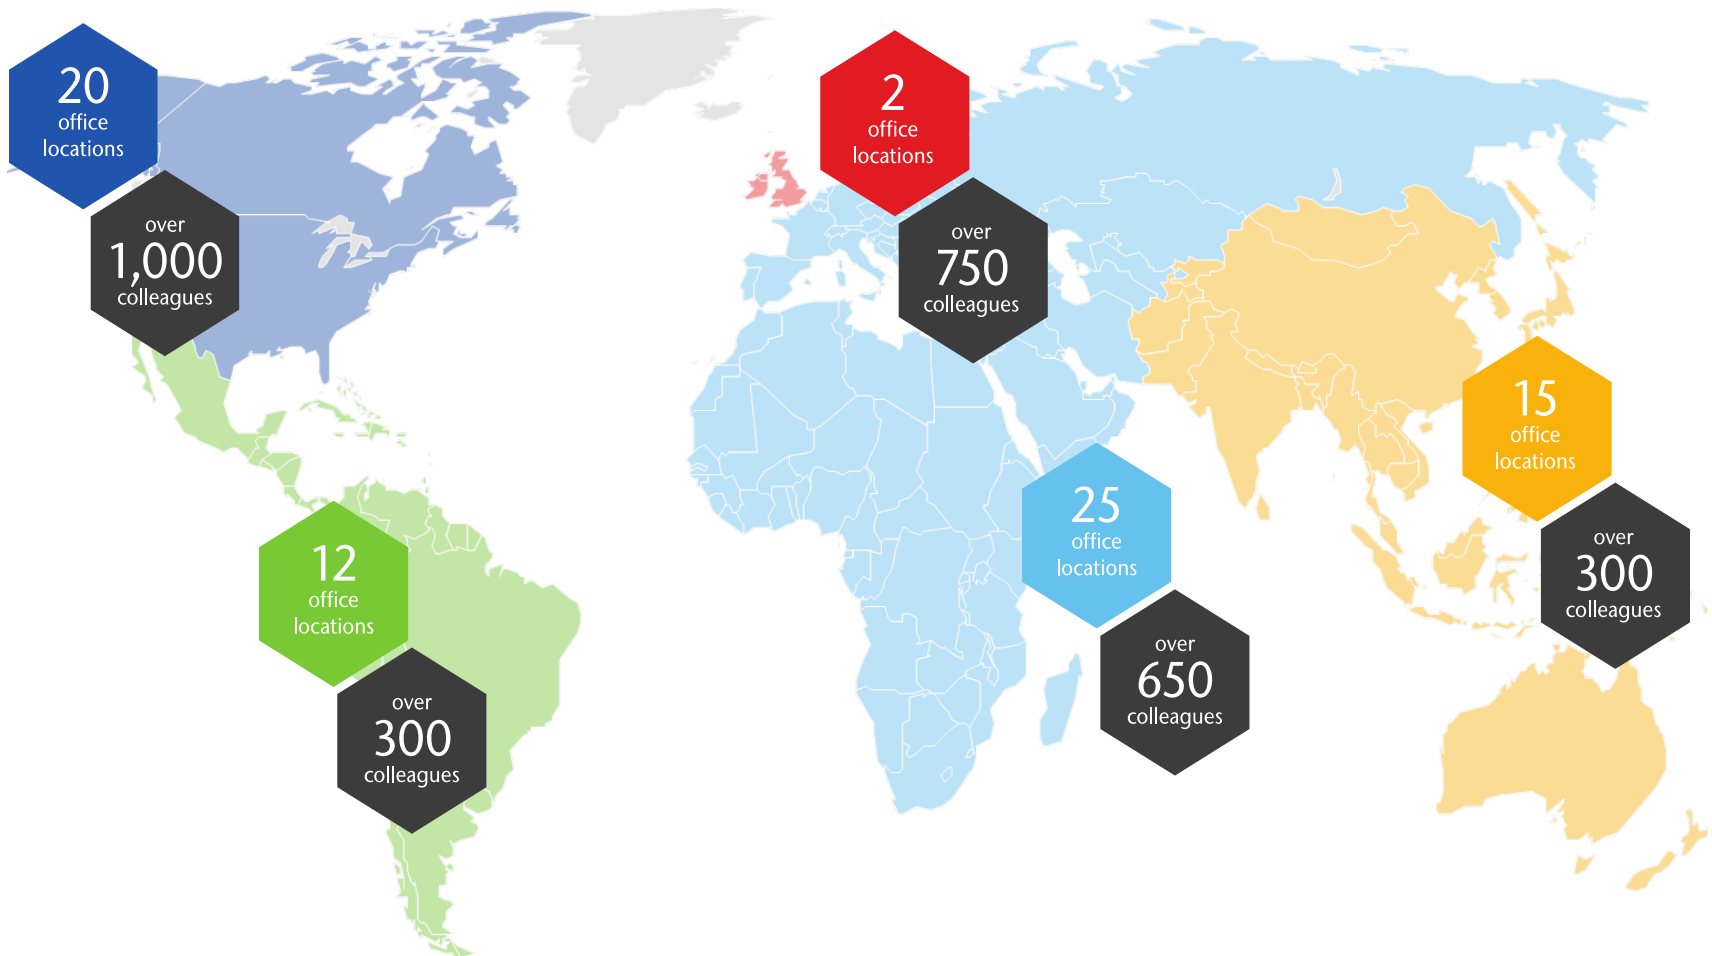 20
office
locations
over
1,000
colleagues
2
office
locations
over
750
colleagues
15
office
locations
over
300
colleagues
25
office
locations
over
650
colleagues
12
office
locations
over
300
colleagues